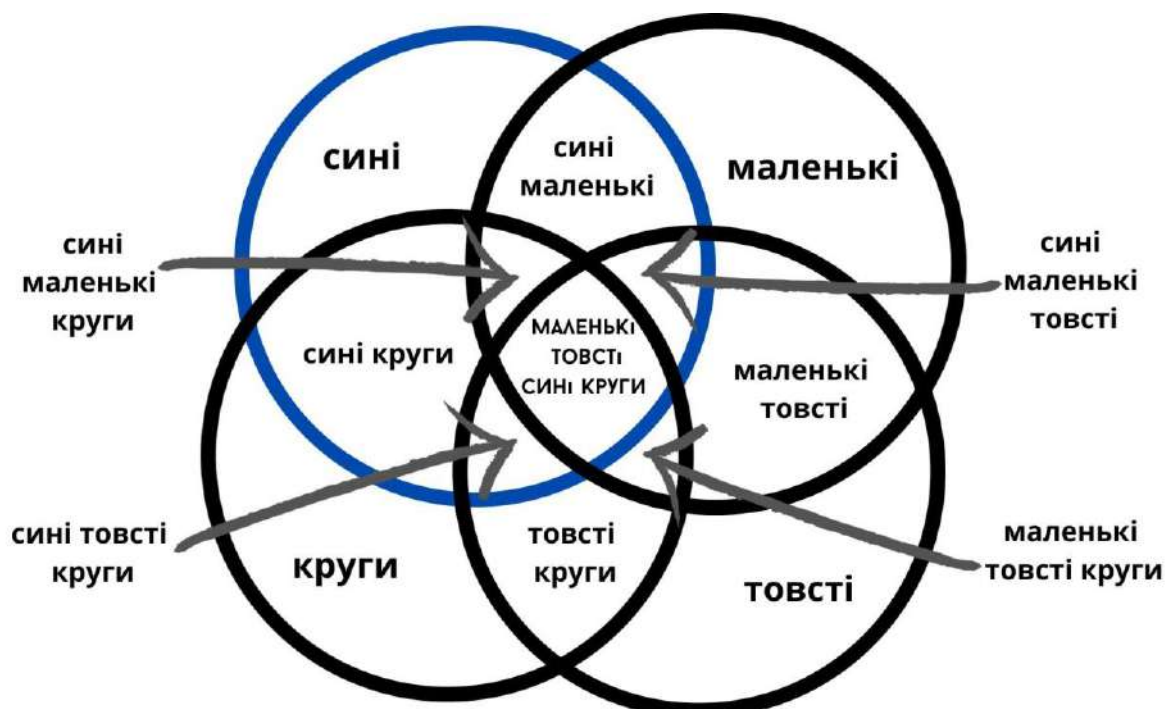 сині
сині
маленькі
маленькі
сині
маленькі
круги
сині
маленькі
товсті
МАЛЕНЬКІ
ТОВСТІ
СИНІ КРУГИ
сині круги
маленькі
товсті
сині товсті
круги
круги
товсті
круги
товсті
маленькі
товсті круги